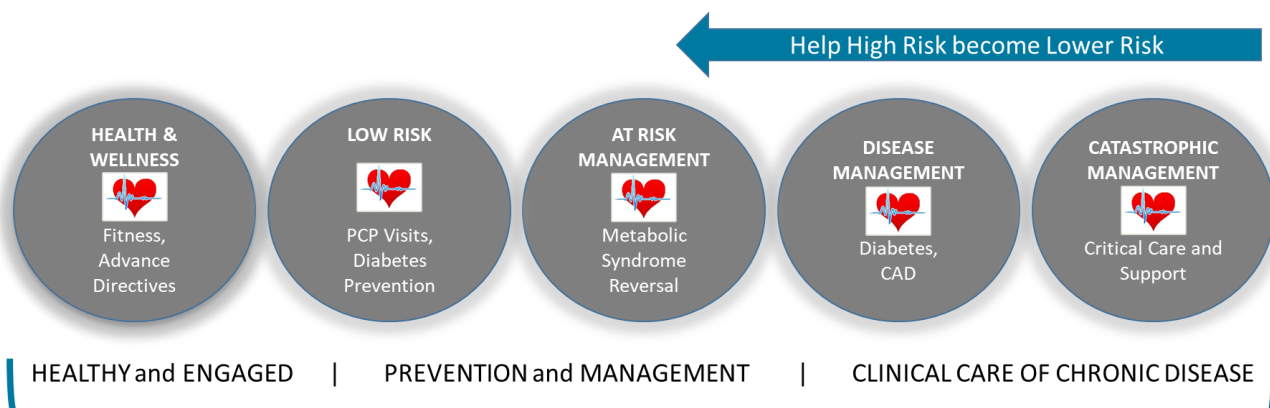 Help High Risk become Lower Risk
HEALTH &
WELLNESS
Fitness,
Advance
Directives
LOW RISK
PCP Visits,
Diabetes
Prevention
AT RISK
MANAGEMENT
Metabolic
Syndrome
Reversal
DISEASE
MANAGEMENT
Diabetes,
CAD
CATASTROPHIC
MANAGEMENT
Critical Care and
Support
HEALTHY and ENGAGED | PREVENTION and MANAGEMENT | CLINICAL CARE OF CHRONIC DISEASE